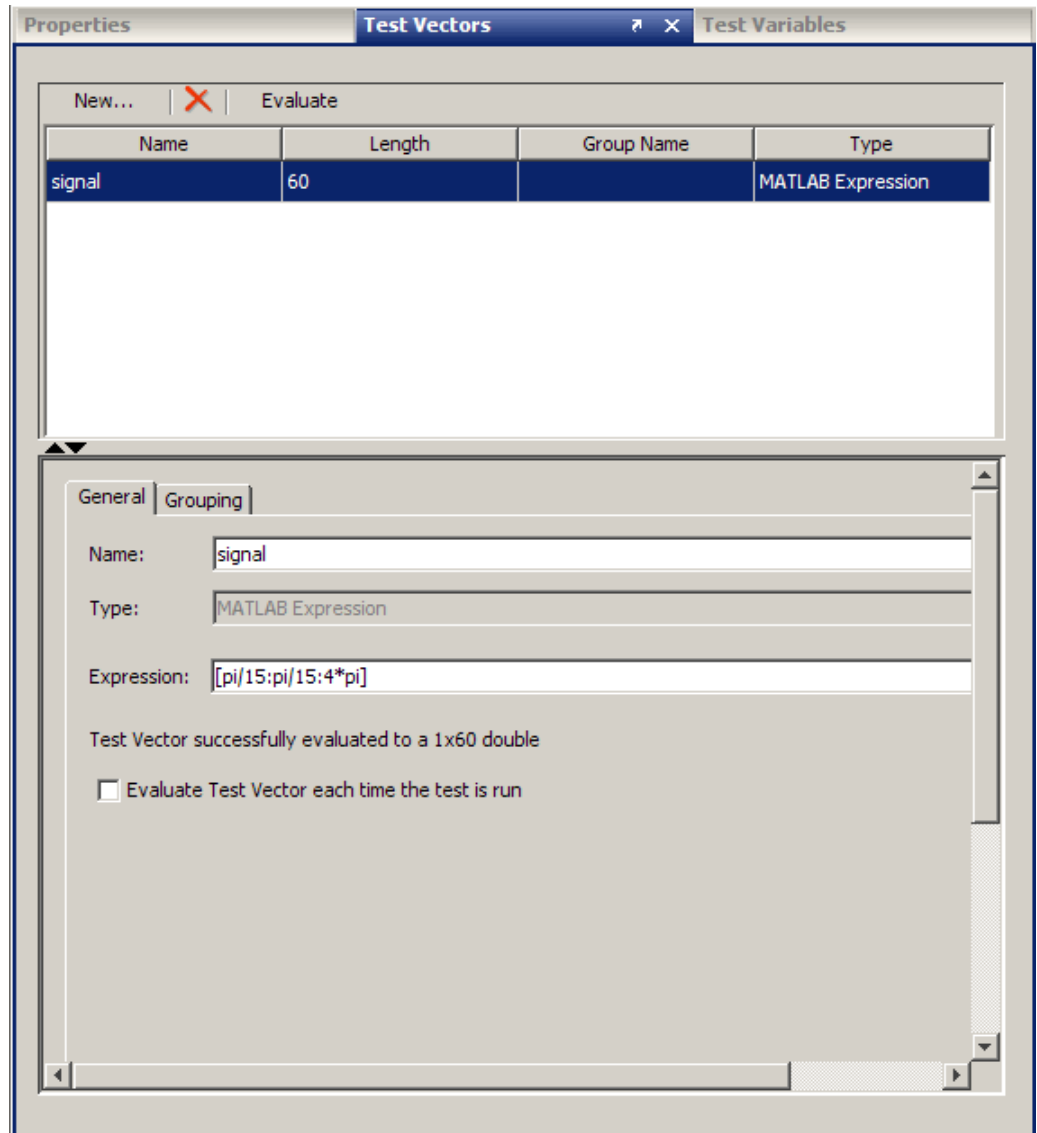 Properties Test Vectors Test Variables
New... Evaluate
Name Length Group Name Type
signal 60 MATLAB Expression
General Grouping
Name: signal
Type: MATLAB Expression
Expression: [pi/15:pi/15:4*pi]
Test Vector successfully evaluated to a 1x60 double
Evaluate Test Vector each time the test is run